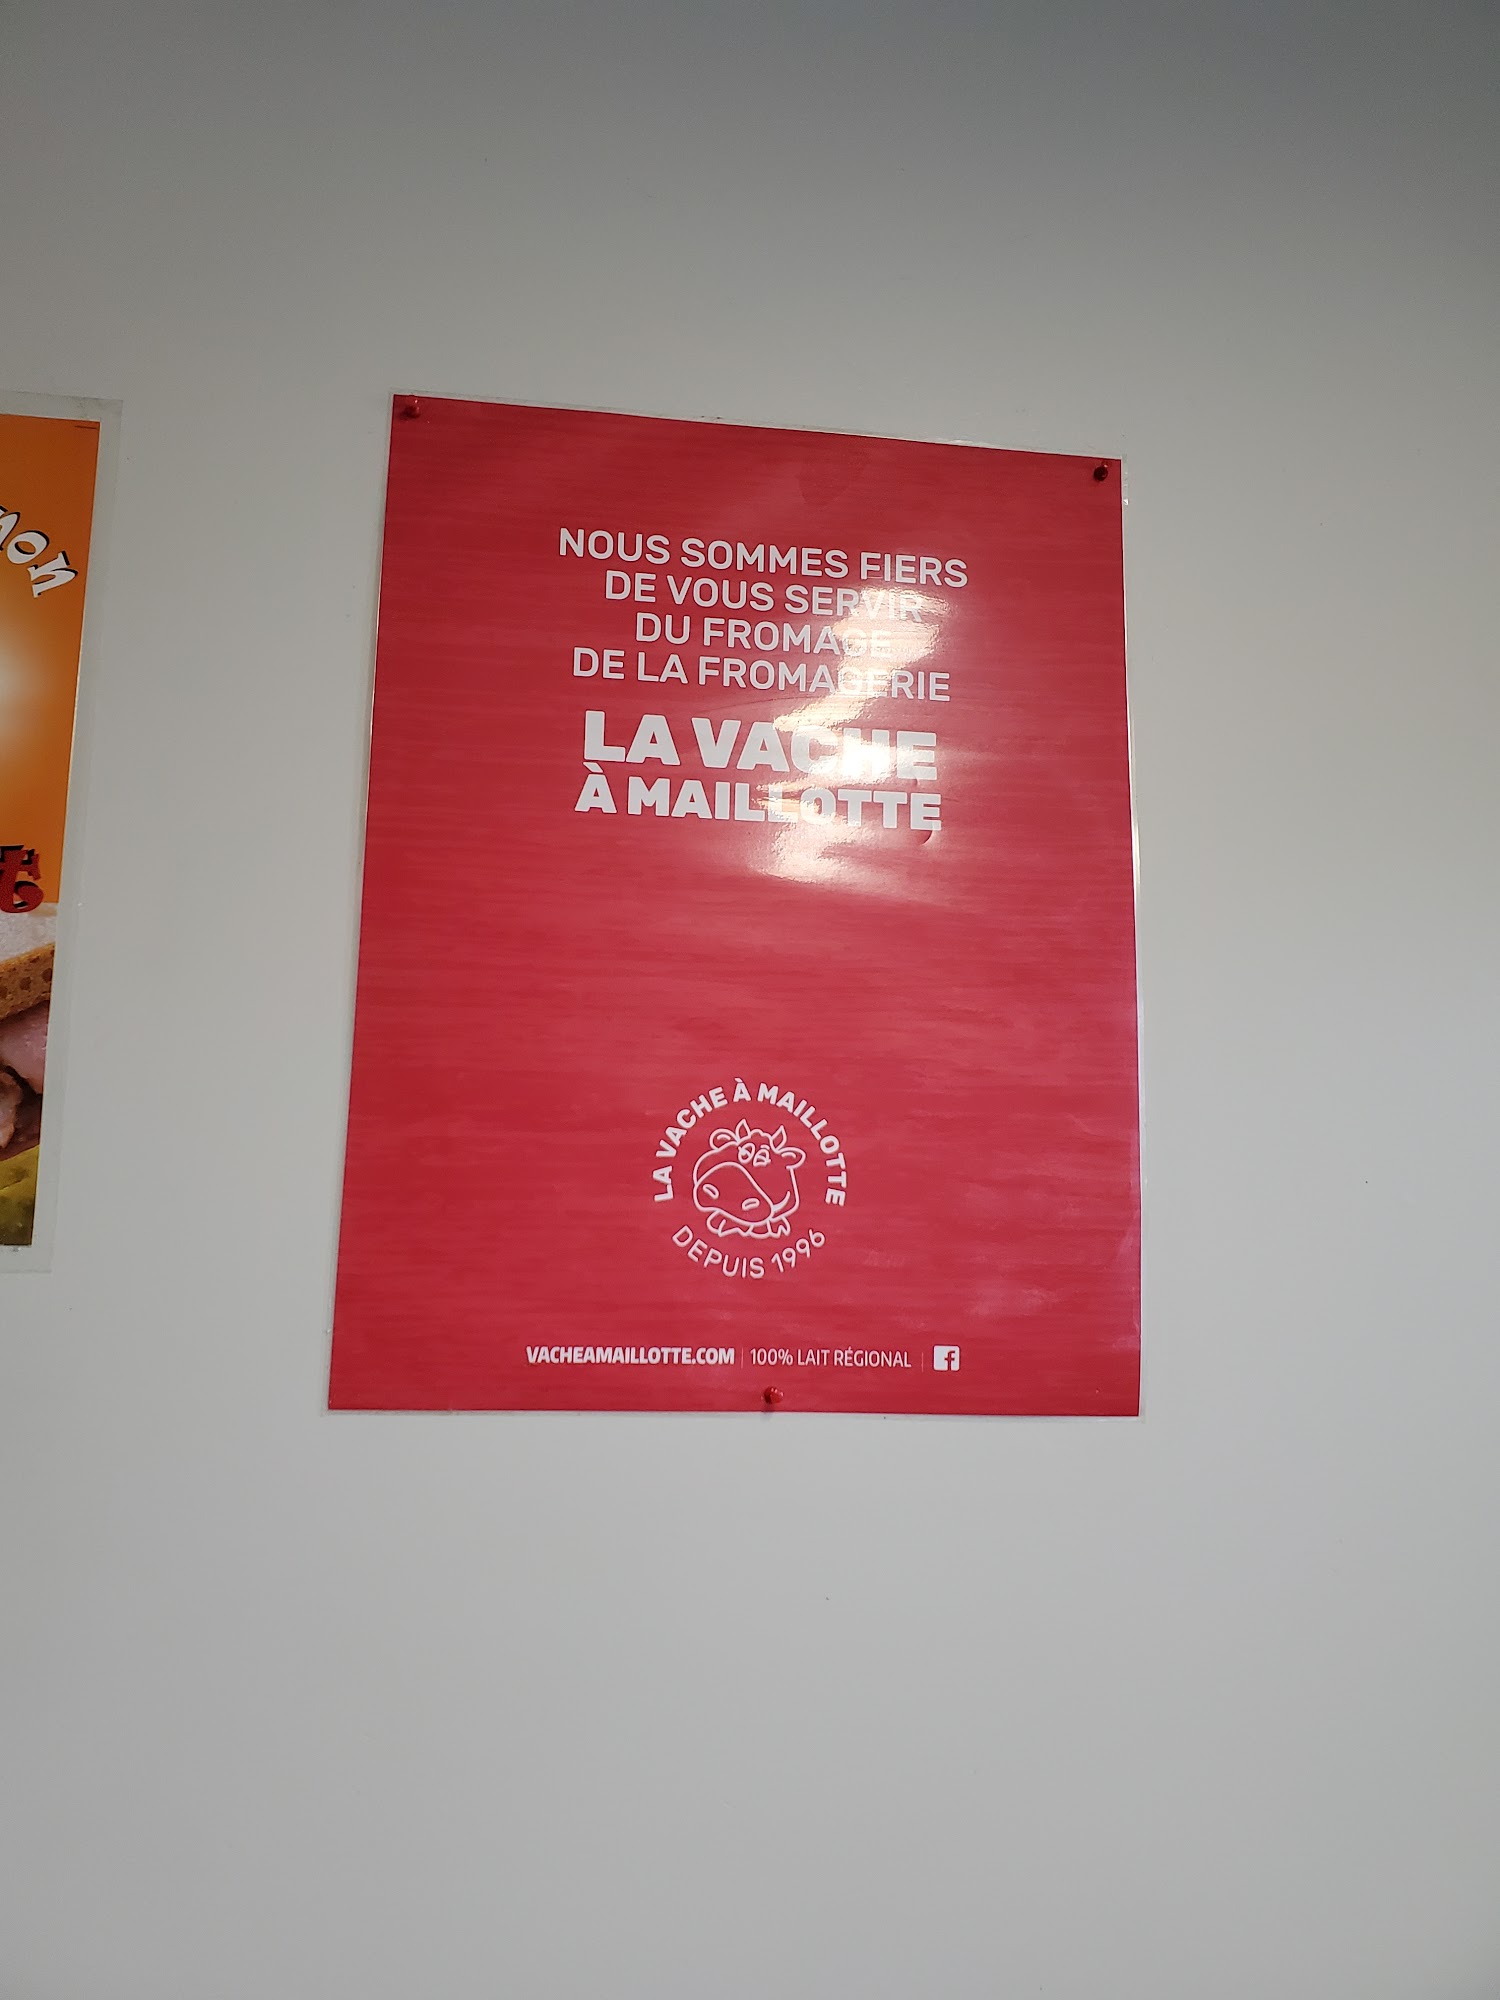 NOUS SOMMES FIERS
DE VOUS SERVIR
DU FROMAGE
DE LA FROMAGERIE
LA VACHE
À MAILLOTTE
LA VACHE À MAILLOTTE
DEPUIS 1996
VACHEAMAILLOTTE.COM | 100% LAIT RÉGIONAL |